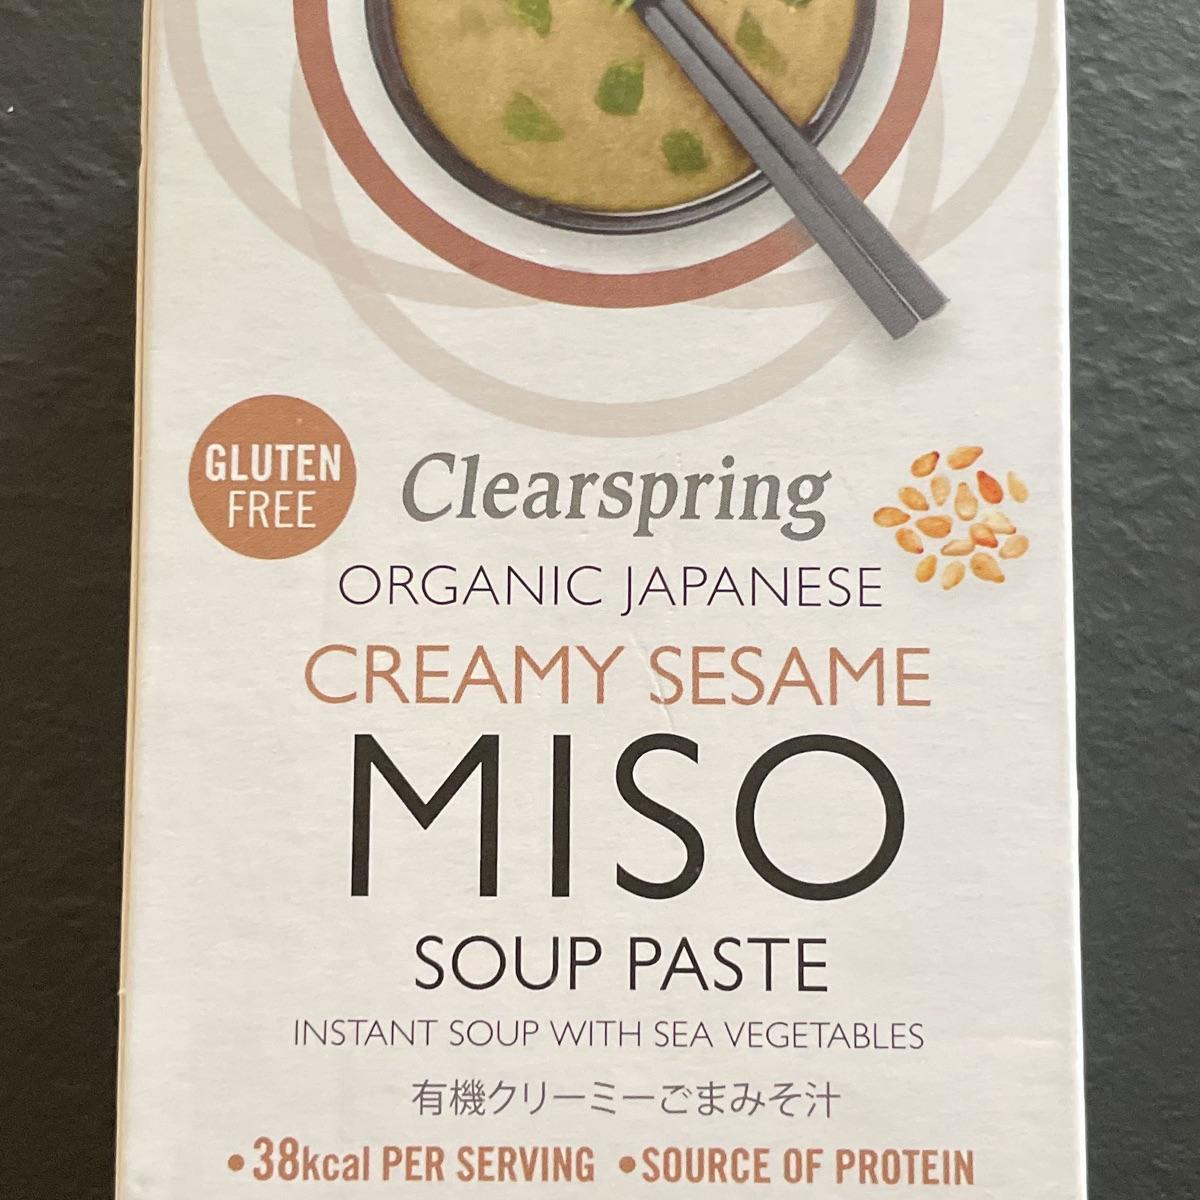 GLUTEN
FREE
Clearspring
ORGANIC JAPANESE
CREAMY SESAME
MISO
SOUP PASTE
INSTANT SOUP WITH SEA VEGETABLES
有機クリーミーごまみそ汁
•38kcal PER SERVING •SOURCE OF PROTEIN